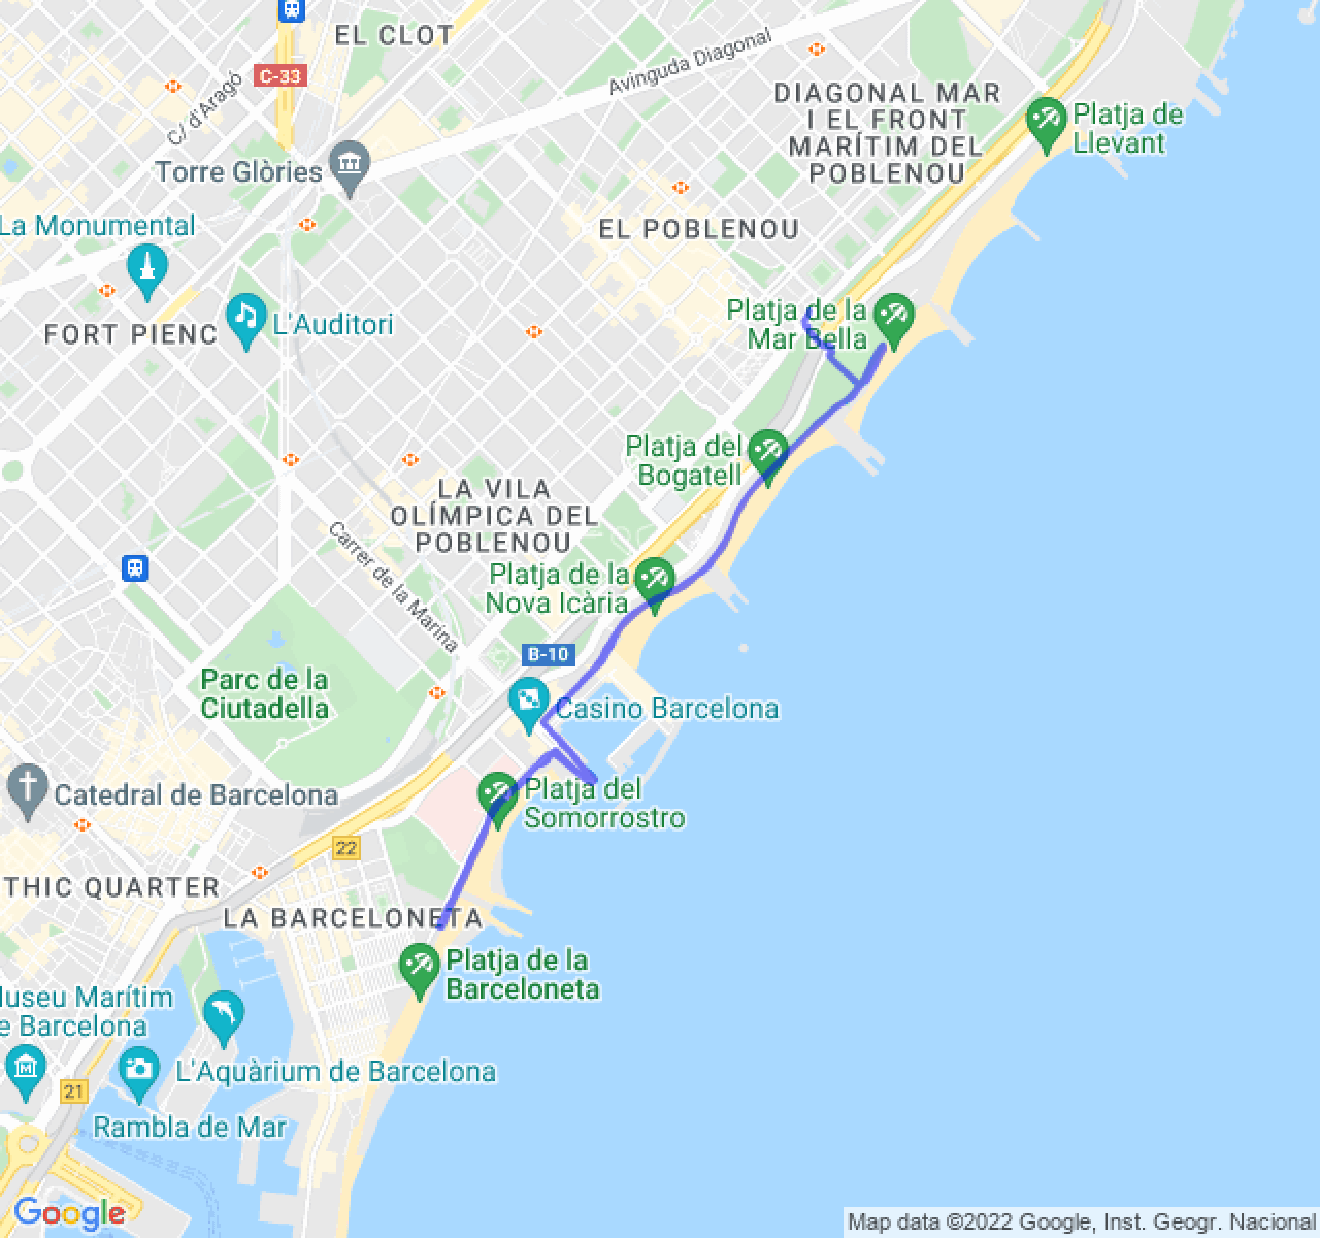 EL CLOT
C-33
C/ d'Aragó
Avinguda Diagonal
DIAGONAL MAR
I EL FRONT
MARÍTIM DEL
POBLENOU
Platja de
Llevant
Torre Glòries
La Monumental
EL POBLENOU
FORT PIENC
L'Auditori
Platja de la
Mar Bella
Platja del
Bogatell
LA VILA
OLÍMPICA DEL
POBLENOU
Carrer de la Marina
Platja de la
Nova Icària
B-10
Parc de la
Ciutadella
Casino Barcelona
Catedral de Barcelona
Platja del
Somorrostro
22
THIC QUARTER
LA BARCELONETA
Platja de la
Barceloneta
Museu Marítim
de Barcelona
M
L'Aquàrium de Barcelona
21
Rambla de Mar
Google
Map data ©2022 Google, Inst. Geogr. Nacional